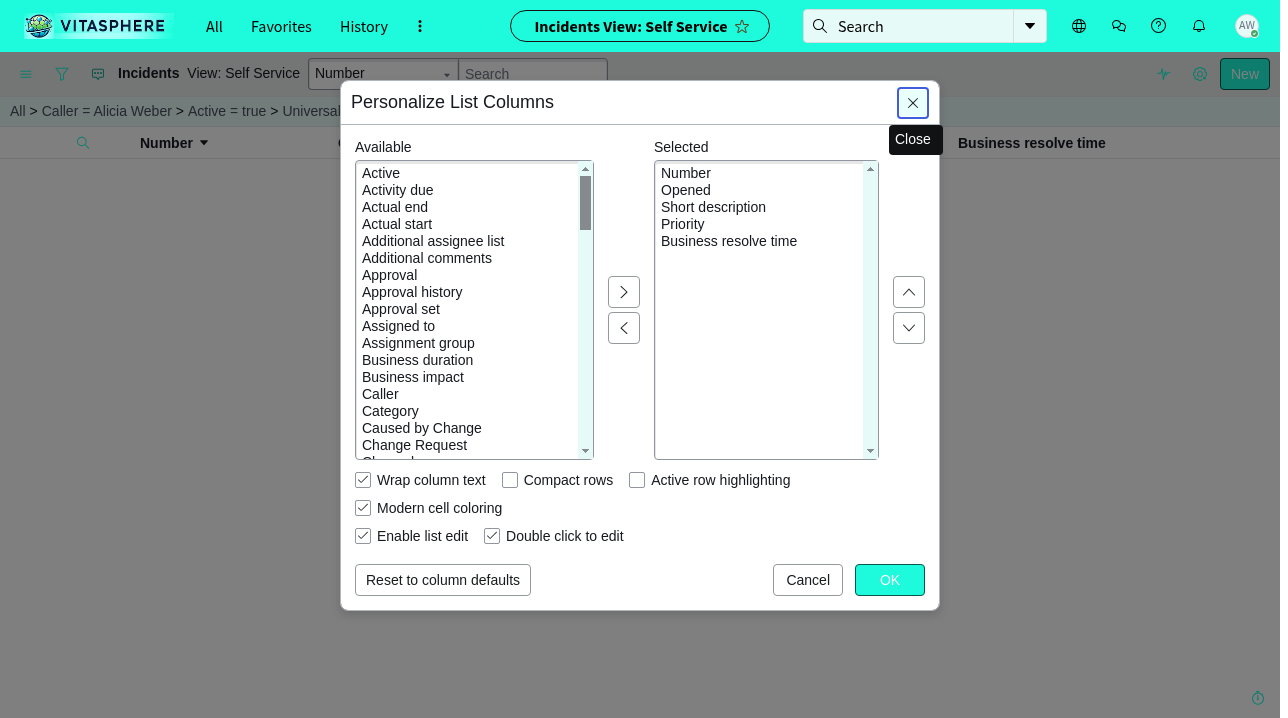 VITASPHERE
All
Favorites
History
Incidents View: Self Service
Search
AW
Incidents View: Self Service
Number
Search
New
All > Caller = Alicia Weber > Active = true > Universal
Number
Business resolve time
Personalize List Columns
Close
Available
Selected
Active
Activity due
Actual end
Actual start
Additional assignee list
Additional comments
Approval
Approval history
Approval set
Assigned to
Assignment group
Business duration
Business impact
Caller
Category
Caused by Change
Change Request
Number
Opened
Short description
Priority
Business resolve time
Wrap column text
Compact rows
Active row highlighting
Modern cell coloring
Enable list edit
Double click to edit
Reset to column defaults
Cancel
OK